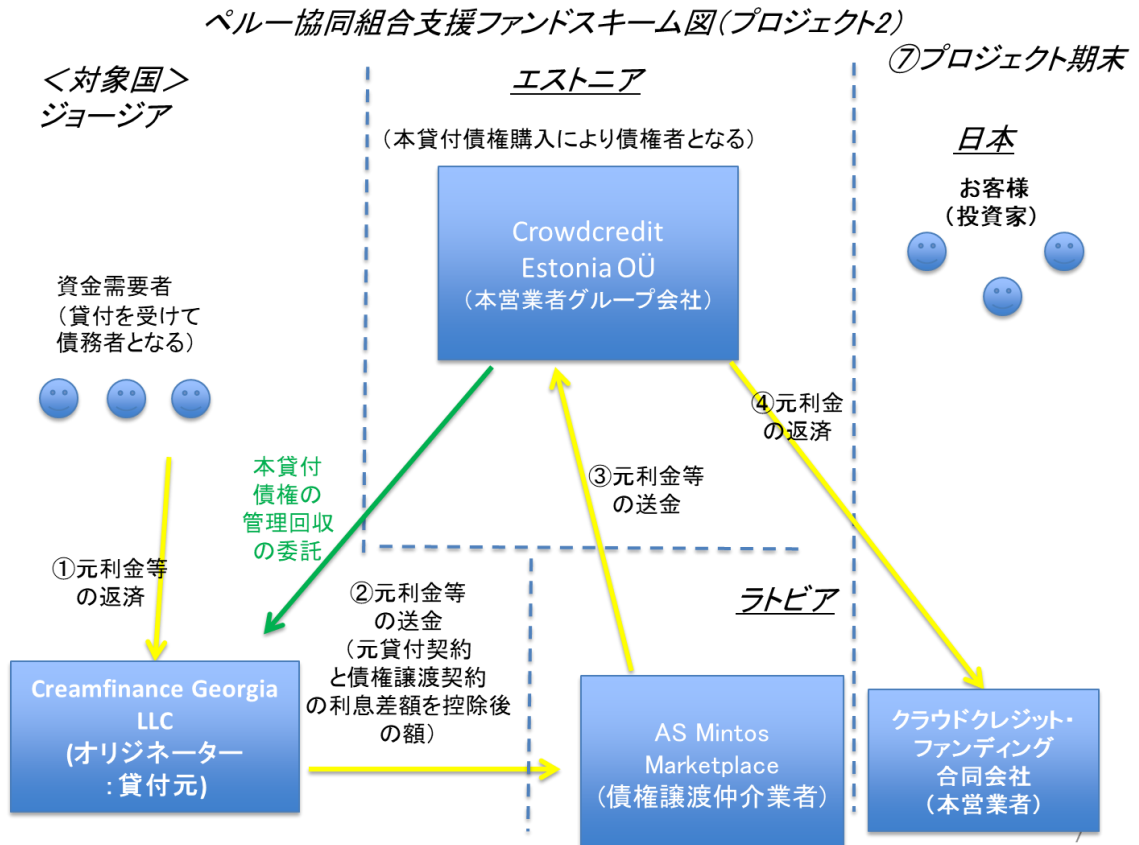 ペルー協同組合支援ファンドスキーム図(プロジェクト2)
＜対象国＞
ジョージア
エストニア
⑦プロジェクト期末
（本貸付債権購入により債権者となる）
日本
お客様
（投資家）
Crowdcredit
Estonia OÜ
（本営業者グループ会社）
資金需要者
（貸付を受けて
債務者となる）
④元利金
の返済
本貸付
債権の
管理回収
の委託
③元利金等
の送金
①元利金等
の返済
②元利金等
の送金
（元貸付契約
と債権譲渡契約
の利息差額を控除後
の額）
ラトビア
Creamfinance Georgia
LLC
(オリジネーター
：貸付元)
AS Mintos
Marketplace
（債権譲渡仲介業者）
クラウドクレジット・
ファンディング
合同会社
（本営業者）